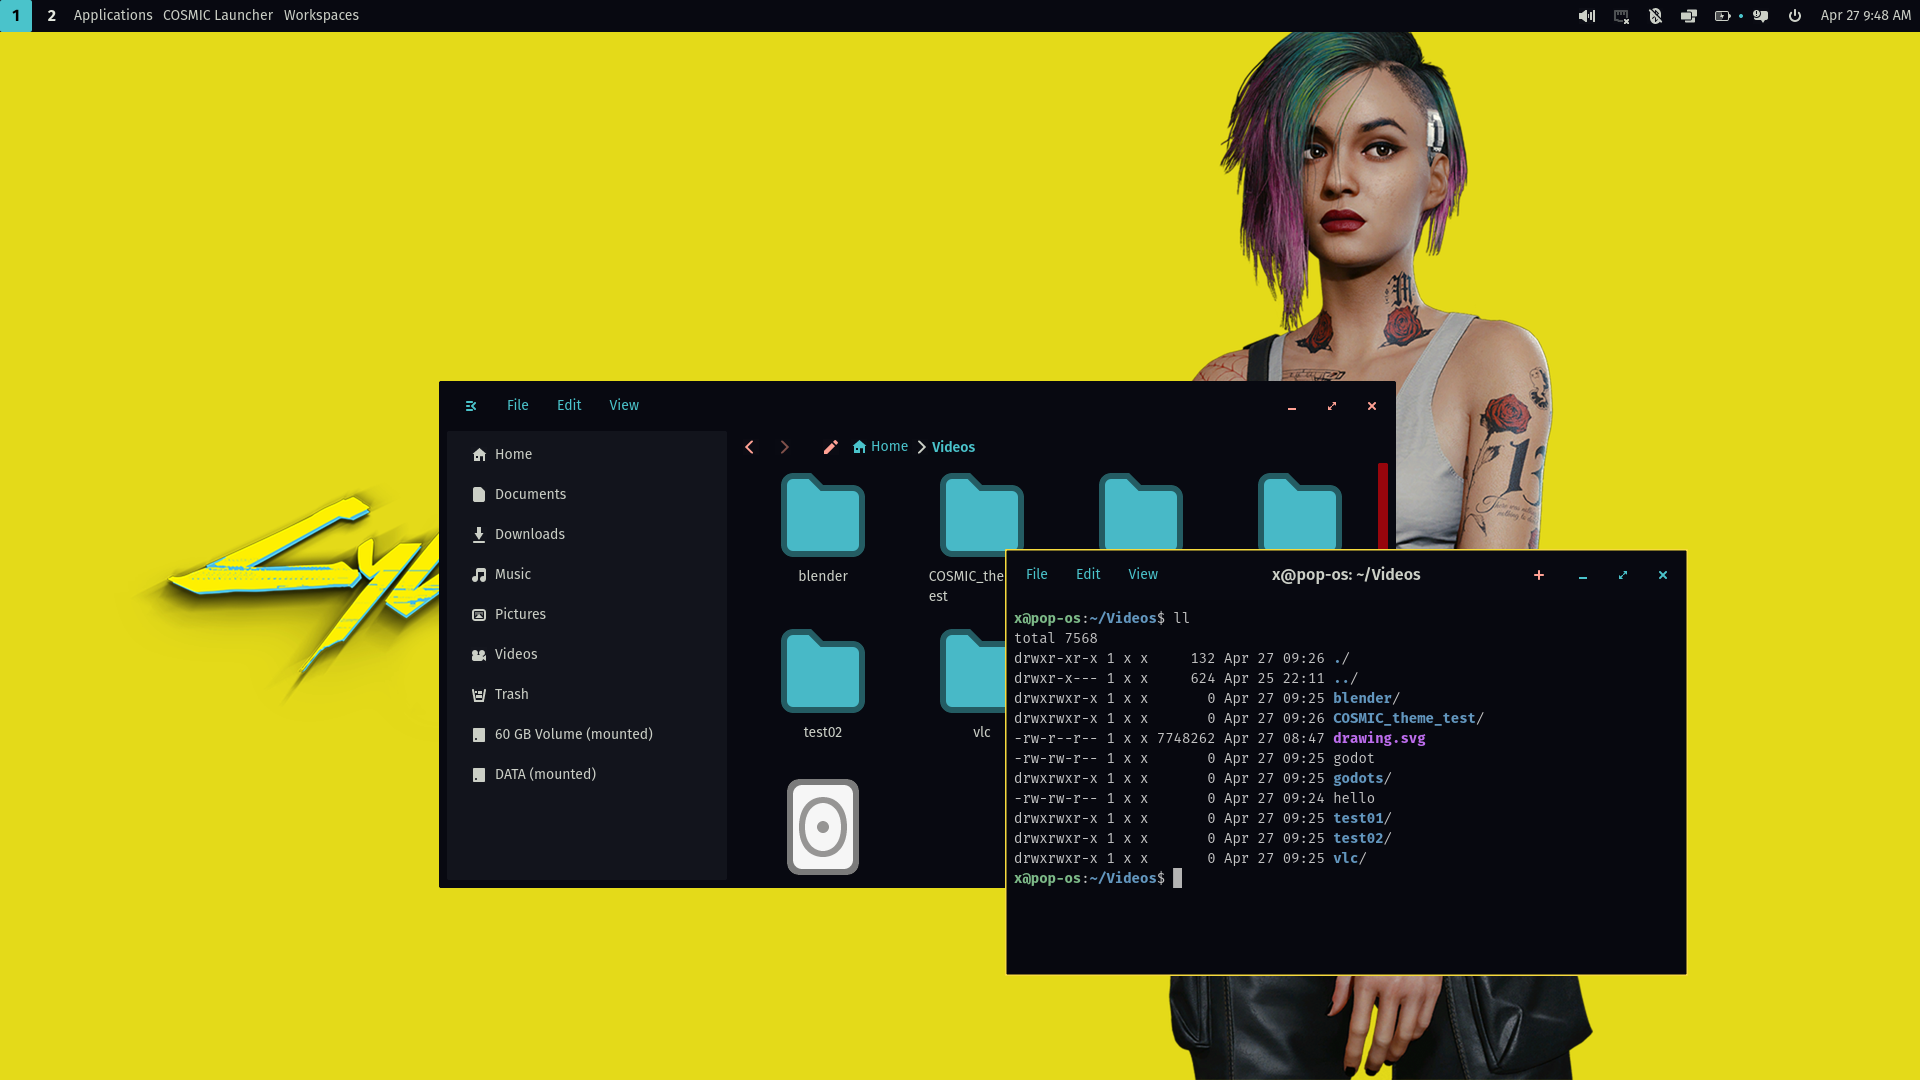 1 2 Applications COSMIC Launcher Workspaces
Apr 27 9:48 AM
File Edit View
Home
Documents
Downloads
Music
Pictures
Videos
Trash
60 GB Volume (mounted)
DATA (mounted)
Home Videos
blender
COSMIC_the
est
test02
vlc
File Edit View x@pop-os: ~/Videos
x@pop-os:~/Videos$ ll
total 7568
drwxr-xr-x 1 x x     132 Apr 27 09:26 ./
drwxr-x--- 1 x x     624 Apr 25 22:11 ../
drwxrwxr-x 1 x x       0 Apr 27 09:25 blender/
drwxrwxr-x 1 x x       0 Apr 27 09:26 COSMIC_theme_test/
-rw-r--r-- 1 x x 7748262 Apr 27 08:47 drawing.svg
-rw-rw-r-- 1 x x       0 Apr 27 09:25 godot
drwxrwxr-x 1 x x       0 Apr 27 09:25 godots/
-rw-rw-r-- 1 x x       0 Apr 27 09:24 hello
drwxrwxr-x 1 x x       0 Apr 27 09:25 test01/
drwxrwxr-x 1 x x       0 Apr 27 09:25 test02/
drwxrwxr-x 1 x x       0 Apr 27 09:25 vlc/
x@pop-os:~/Videos$
Cy
M
13